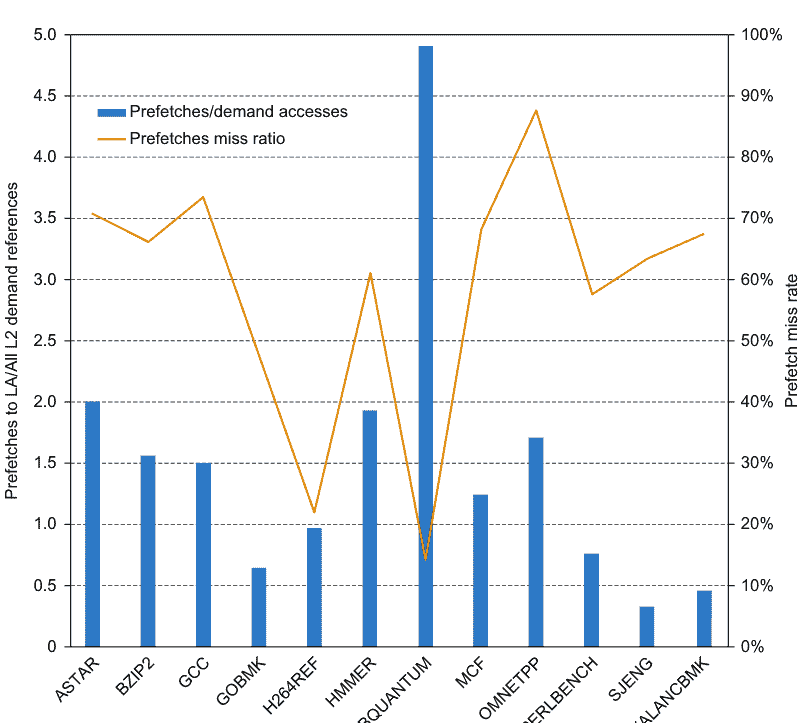 5.0
4.5
4.0
3.5
3.0
2.5
2.0
1.5
1.0
0.5
0
Prefetches to LA/All L2 demand references
Prefetches/demand accesses
Prefetches miss ratio
100%
90%
80%
70%
60%
50%
40%
30%
20%
10%
0%
Prefetch miss rate
ASTAR
BZIP2
GCC
GOBMK
H264REF
HMMER
BQUANTUM
MCF
OMNETPP
ERLBENCH
SJENG
ALANCBMK